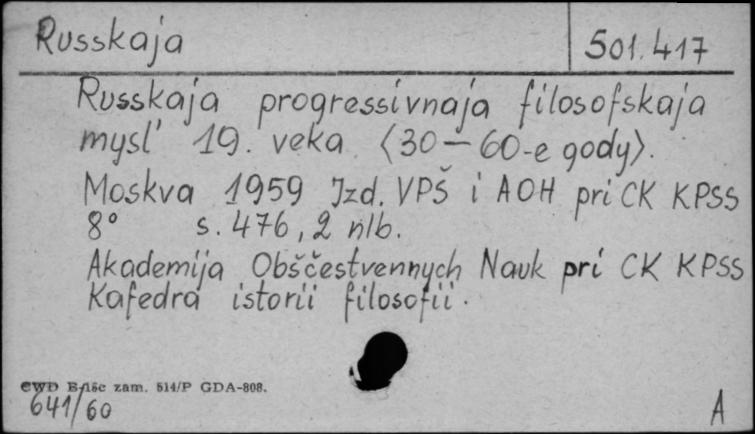 Russkaja
501.417
Russkaja progressivnaja filosofskaja
mysl' 19. veka <30-60-e gody>.
Moskva 1959 Izd. VPŠ i AOH pri CK KPSS
8° s. 476, 2 nlb.
Akademija Obščestvennych Nauk pri CK KPSS
Kafedra istorii filosofii.
CWD zam. 514/P GDA-808.
641/60
A